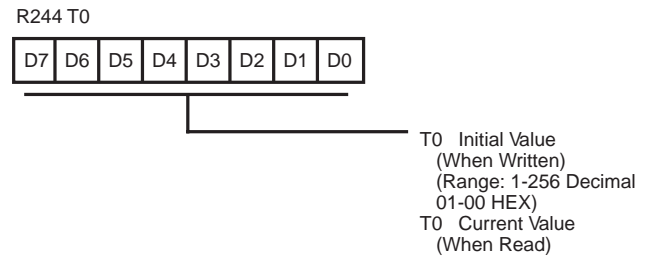 R244 T0
D7 D6 D5 D4 D3 D2 D1 D0
T0 Initial Value
(When Written)
(Range: 1-256 Decimal
01-00 HEX)
T0 Current Value
(When Read)